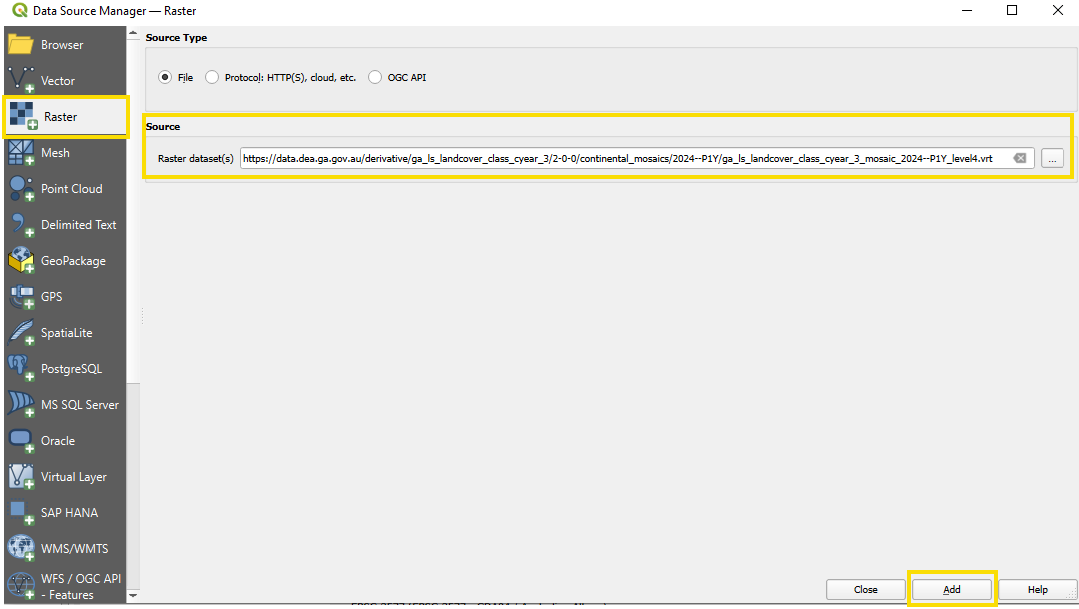 Data Source Manager — Raster
Browser
Vector
Raster
Mesh
Point Cloud
Delimited Text
GeoPackage
GPS
SpatiaLite
PostgreSQL
MS SQL Server
Oracle
Virtual Layer
SAP HANA
WMS/WMTS
WFS / OGC API
- Features
Source Type
File Protocol: HTTP(S), cloud, etc. OGC API
Source
Raster dataset(s) https://data.dea.ga.gov.au/derivative/ga_ls_landcover_class_cyear_3/2-0-0/continental_mosaics/2024--P1Y/ga_ls_landcover_class_cyear_3_mosaic_2024--P1Y_level4.vrt ...
Close Add Help